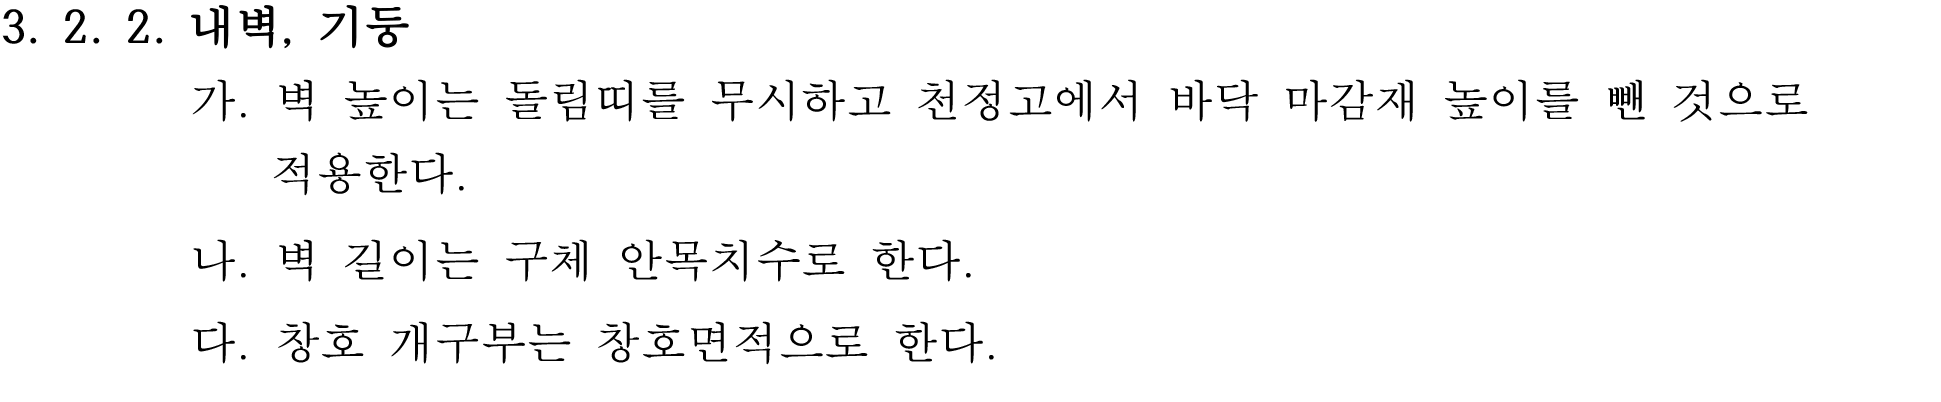 3. 2. 2. 내벽, 기둥
가. 벽 높이는 돌림띠를 무시하고 천정고에서 바닥 마감재 높이를 뺀 것으로
적용한다.
나. 벽 길이는 구체 안목치수로 한다.
다. 창호 개구부는 창호면적으로 한다.